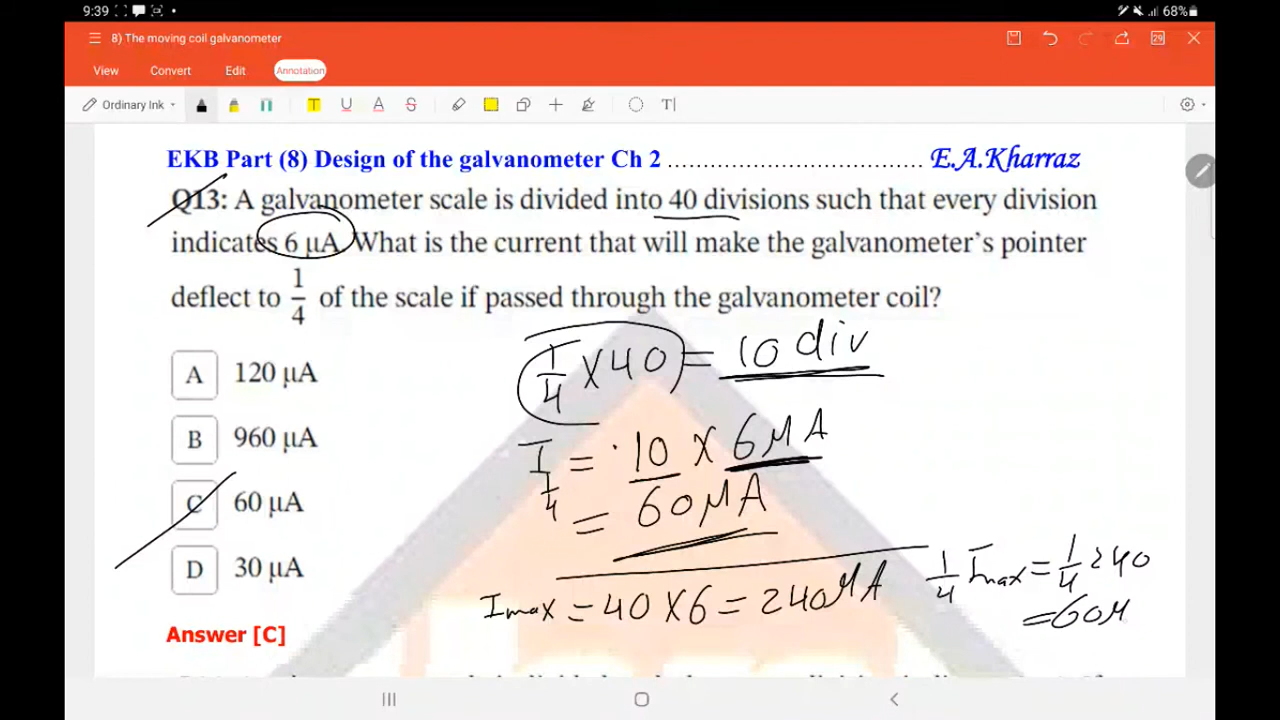 9:39
68%
8) The moving coil galvanometer
29
View Convert Edit Annotation
Ordinary Ink
EKB Part (8) Design of the galvanometer Ch 2 ................................. E.A.Kharraz
Q13: A galvanometer scale is divided into 40 divisions such that every division
indicates 6 μA. What is the current that will make the galvanometer's pointer
deflect to 1/4 of the scale if passed through the galvanometer coil?
A 120 μA
B 960 μA
C 60 μA
D 30 μA
Answer [C]
1/4 × 40 = 10 div
I 1/4 = 10 × 6 μA
= 60 μA
Imax = 40 × 6 = 240 μA
1/4 Imax = 1/4 240
= 60 μ